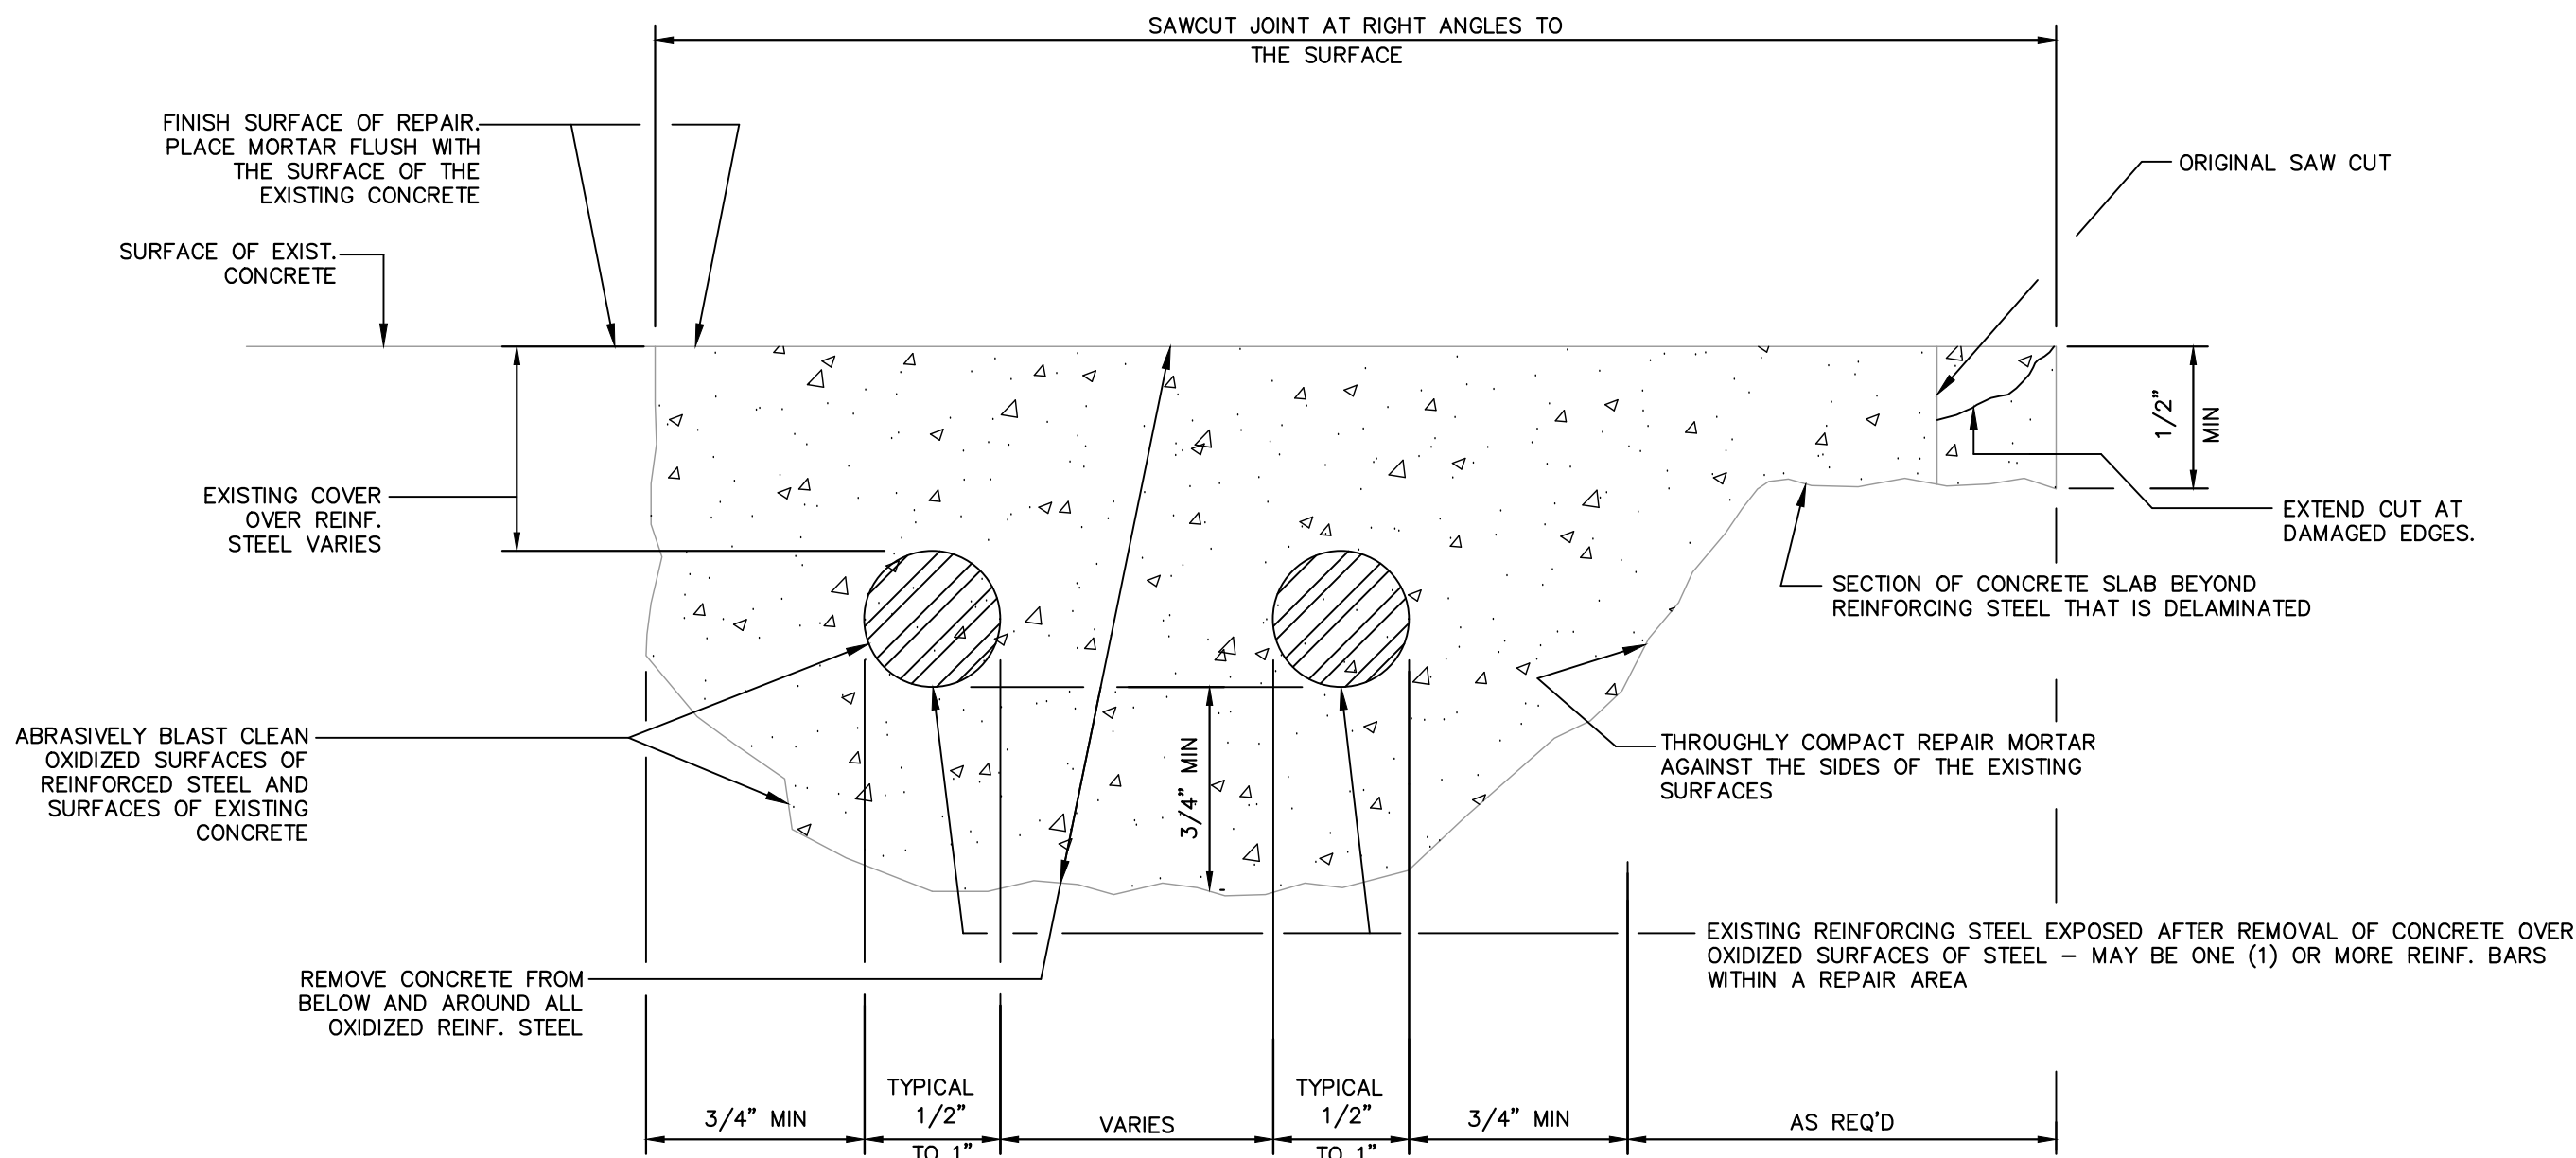 SAWCUT JOINT AT RIGHT ANGLES TO
THE SURFACE
FINISH SURFACE OF REPAIR.
PLACE MORTAR FLUSH WITH
THE SURFACE OF THE
EXISTING CONCRETE
ORIGINAL SAW CUT
SURFACE OF EXIST.
CONCRETE
1/2"
MIN
EXISTING COVER
OVER REINF.
STEEL VARIES
EXTEND CUT AT
DAMAGED EDGES.
SECTION OF CONCRETE SLAB BEYOND
REINFORCING STEEL THAT IS DELAMINATED
ABRASIVELY BLAST CLEAN
OXIDIZED SURFACES OF
REINFORCED STEEL AND
SURFACES OF EXISTING
CONCRETE
3/4" MIN
THROUGHLY COMPACT REPAIR MORTAR
AGAINST THE SIDES OF THE EXISTING
SURFACES
EXISTING REINFORCING STEEL EXPOSED AFTER REMOVAL OF CONCRETE OVER
OXIDIZED SURFACES OF STEEL – MAY BE ONE (1) OR MORE REINF. BARS
WITHIN A REPAIR AREA
REMOVE CONCRETE FROM
BELOW AND AROUND ALL
OXIDIZED REINF. STEEL
3/4" MIN
TYPICAL
1/2"
TO 1"
VARIES
TYPICAL
1/2"
TO 1"
3/4" MIN
AS REQ'D